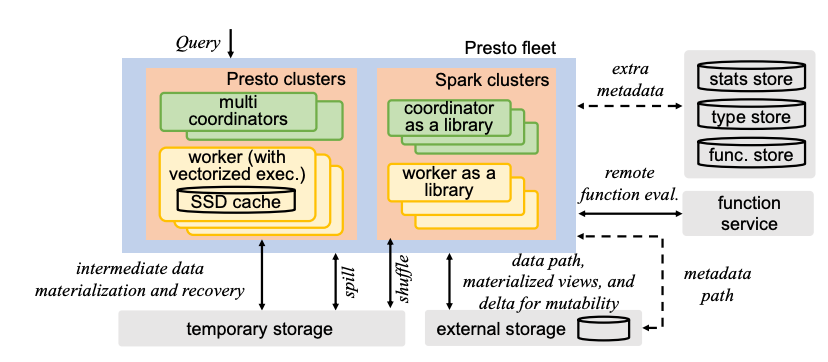 Query
Presto fleet
Presto clusters
multi
coordinators
worker (with
vectorized exec.)
SSD cache
Spark clusters
coordinator
as a library
worker as a
library
extra
metadata
stats store
type store
func. store
remote
function eval.
function
service
intermediate data
materialization and recovery
spill
shuffle
data path,
materialized views, and
delta for mutability
metadata
path
temporary storage
external storage